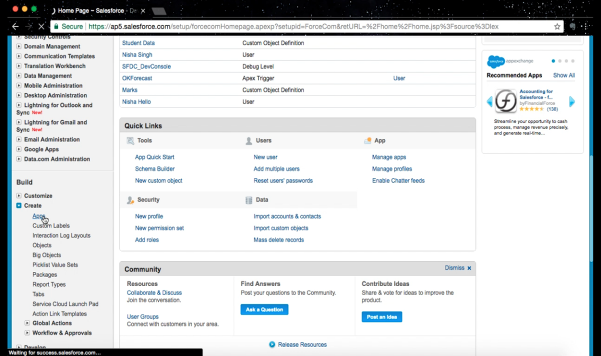 Home Page ~ Salesforce - De
Secure
https://ap5.salesforce.com/setup/forcecomHomepage.apexp?setupid=ForceCom&retURL=%2Fhome%2Fhome.jsp%3Fsource%3Dlex
Security Controls
Domain Management
Communication Templates
Translation Workbench
Data Management
Mobile Administration
Desktop Administration
Lightning for Outlook and
Sync New!
Lightning for Gmail and
Sync New!
Email Administration
Google Apps
Data.com Administration
Build
Customize
Create
Apps
Custom Labels
Interaction Log Layouts
Objects
Big Objects
Picklist Value Sets
Packages
Report Types
Tabs
Service Cloud Launch Pad
Action Link Templates
Global Actions
Workflow & Approvals
Develop
Waiting for success.salesforce.com...
Student Data Custom Object Definition
Nisha Singh User
SFDC_DevConsole Debug Level
OKForecast Apex Trigger User
Marks Custom Object Definition
Nisha Hello User
Quick Links
Tools Users App
App Quick Start New user Manage apps
Schema Builder Add multiple users Manage profiles
New custom object Reset users' passwords Enable Chatter feeds
Security Data
New profile Import accounts & contacts
New permission set Import custom objects
Add roles Mass delete records
Community Dismiss x
Resources Find Answers Contribute Ideas
Collaborate & Discuss Post your questions to the Community. Share & vote for ideas to improve the
Join the conversation. product.
Ask a Question Post an Idea
User Groups
Connect with customers in your area.
Release Resources
salesforce appexchange
Recommended Apps Show All
Accounting for
Salesforce - f...
byFinancialForce
(136)
Streamline your opportunity to cash
process, manage revenue precisely,
and generate real-time...